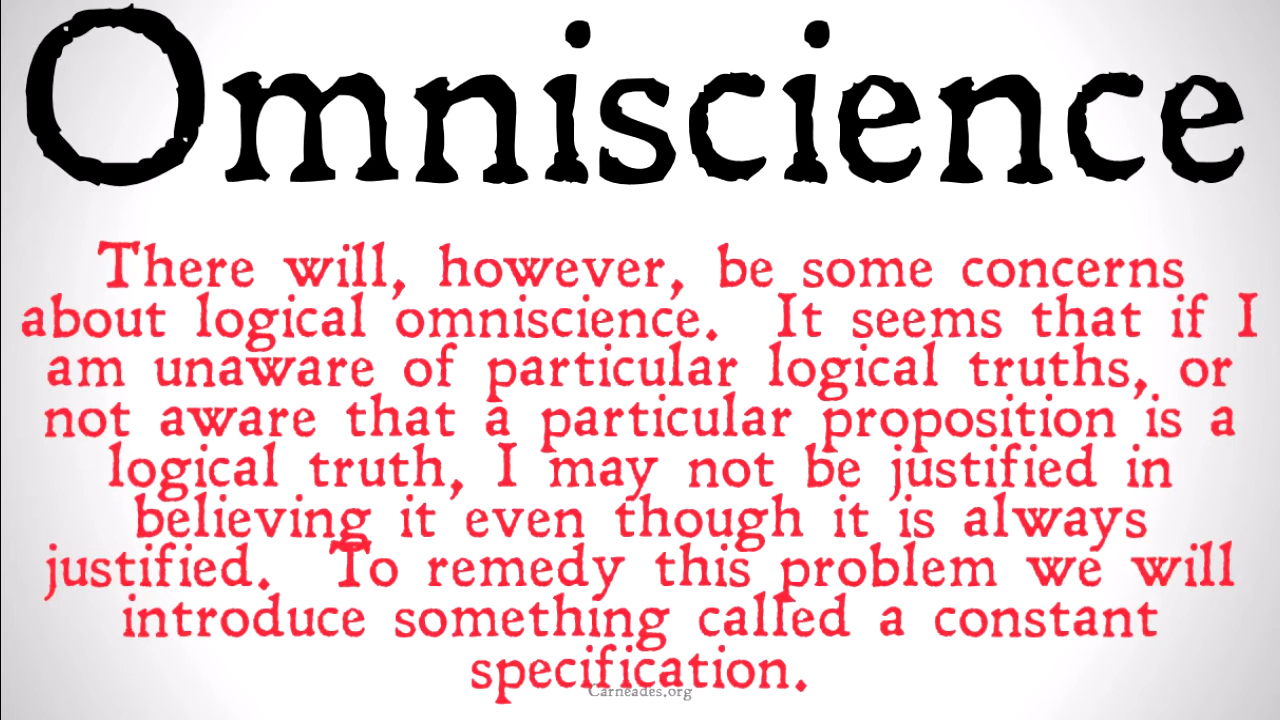 Omniscience
There will, however, be some concerns
about logical omniscience. It seems that if I
am unaware of particular logical truths, or
not aware that a particular proposition is a
logical truth, I may not be justified in
believing it even though it is always
justified. To remedy this problem we will
introduce something called a constant
specification.
Carneades.org